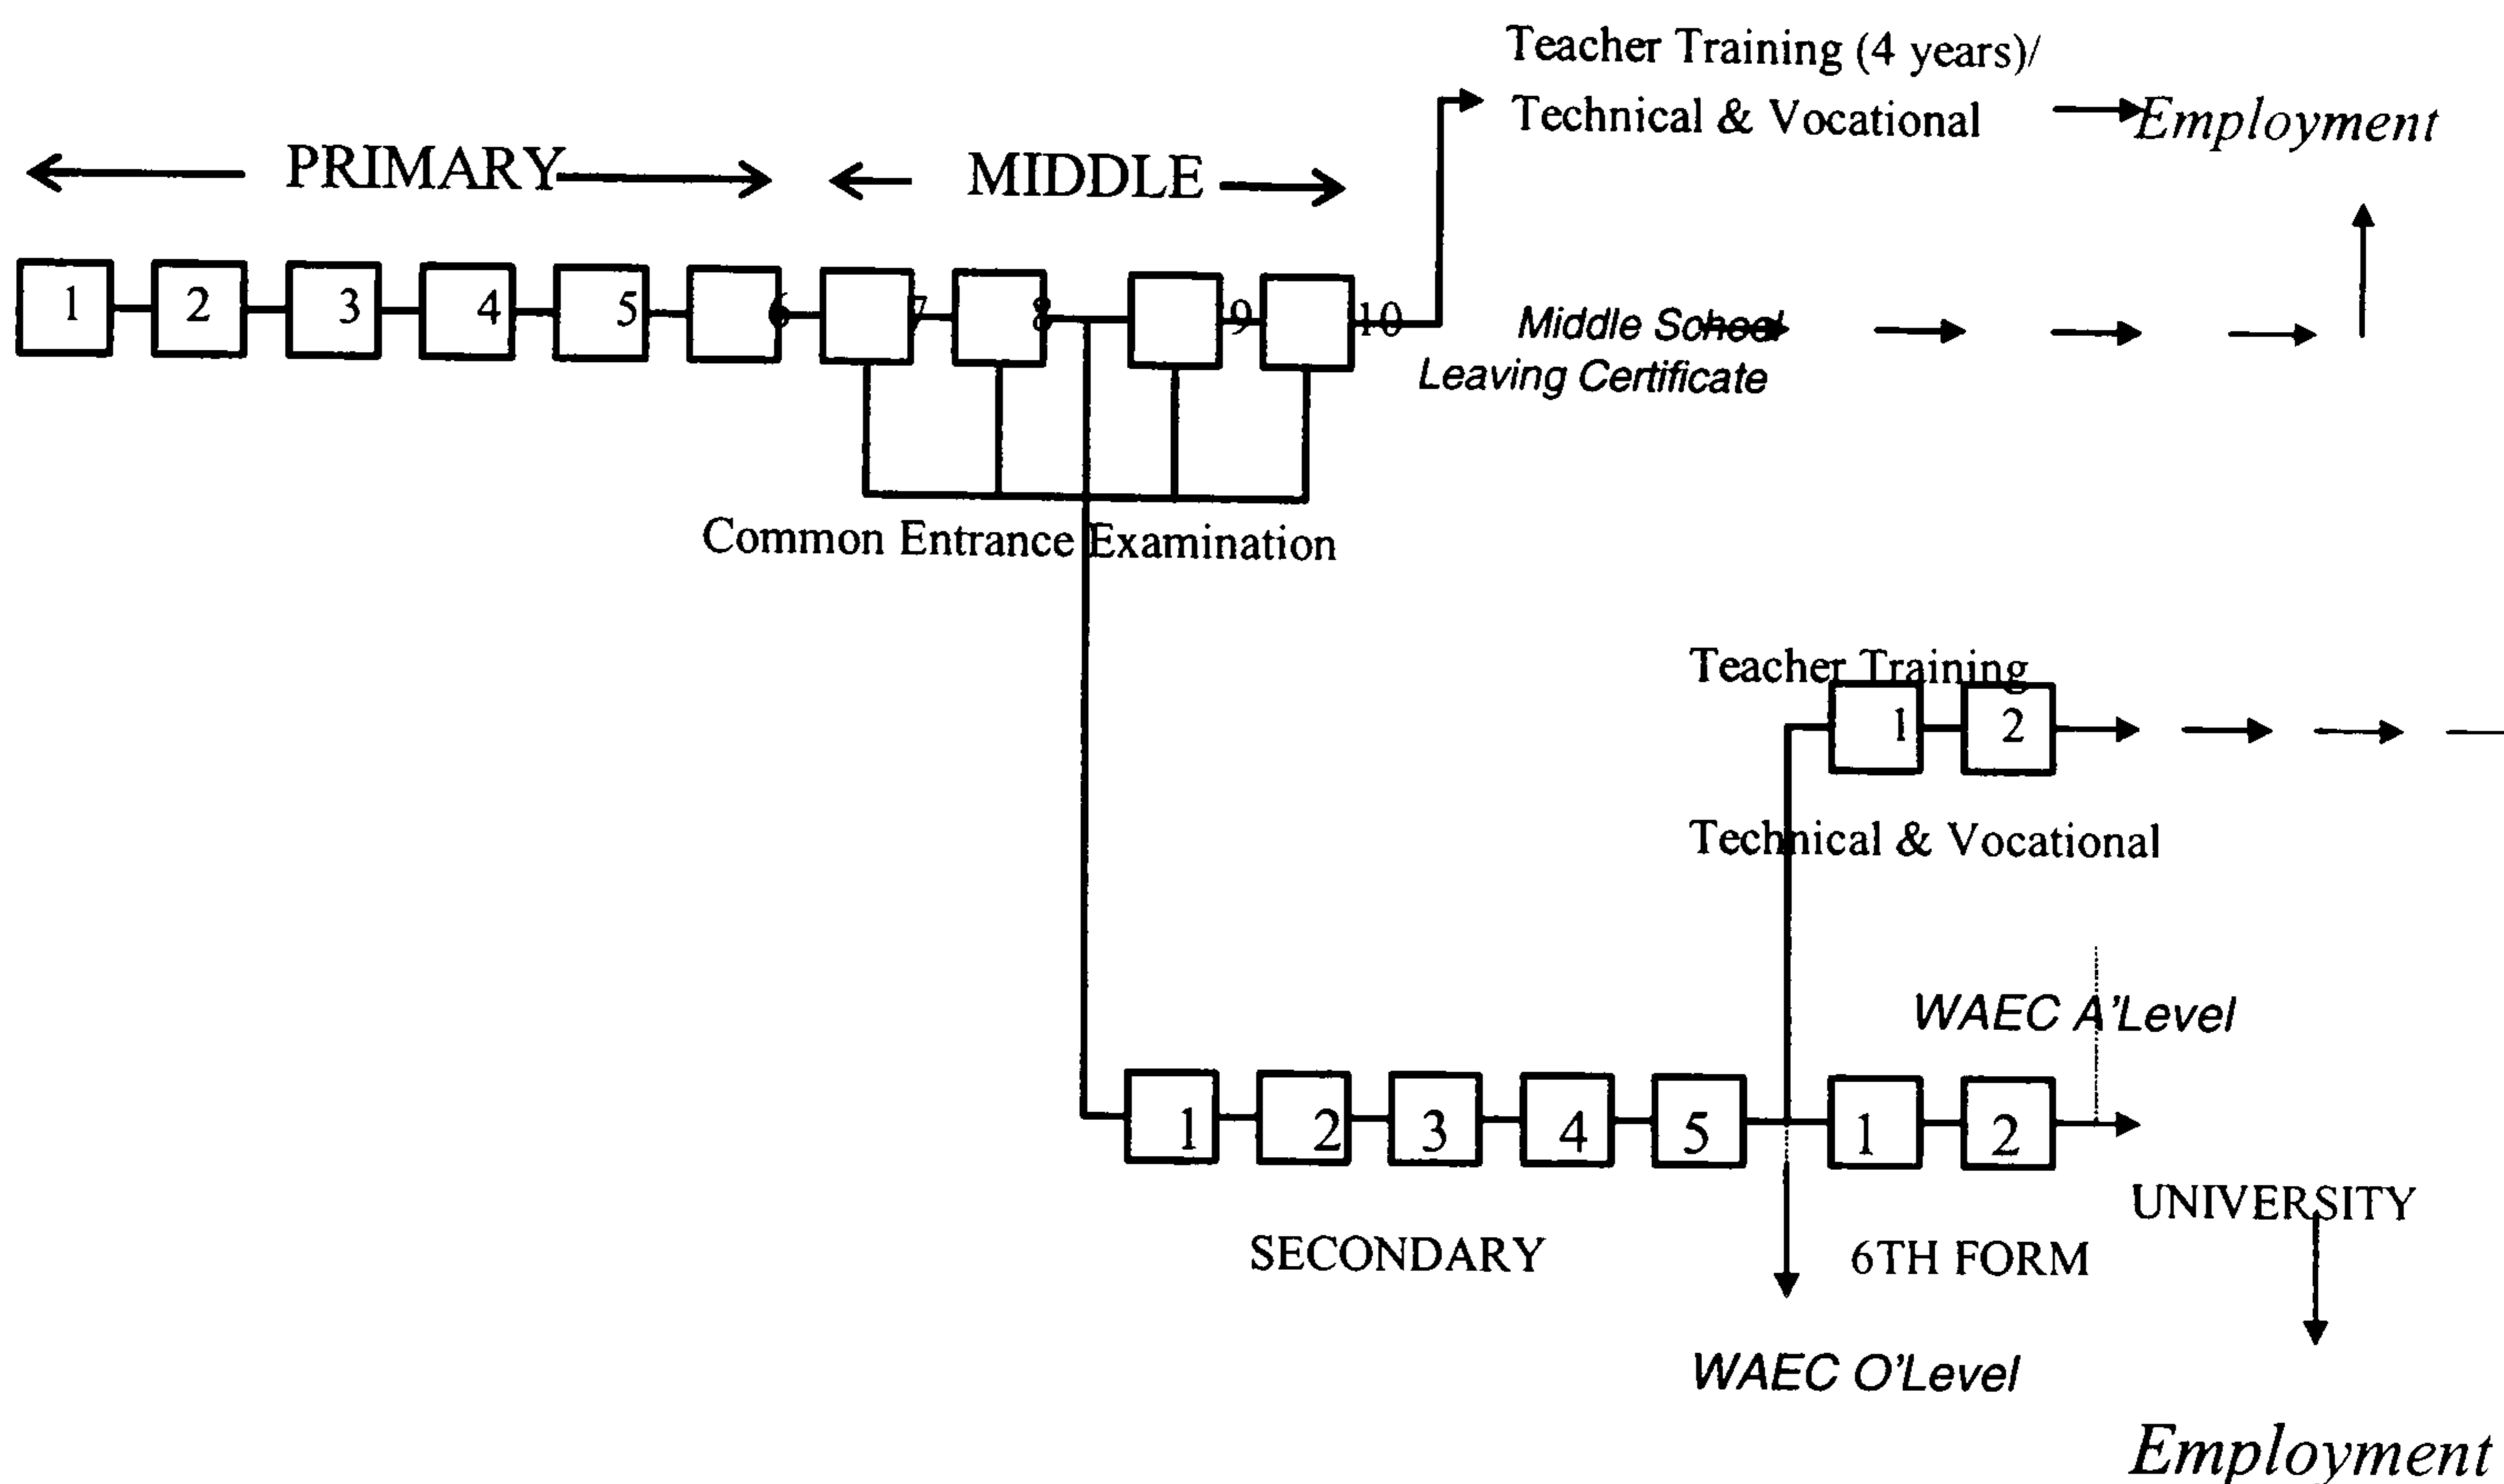 Teacher Training (4 years)/
Technical & Vocational
Employment
PRIMARY MIDDLE
1 2 3 4 5 6 7 8 9 10
Middle School
Leaving Certificate
Common Entrance Examination
Teacher Training
1 2
Technical & Vocational
WAEC A'Level
1 2 3 4 5 1 2
UNIVERSITY
SECONDARY 6TH FORM
WAEC O'Level
Employment